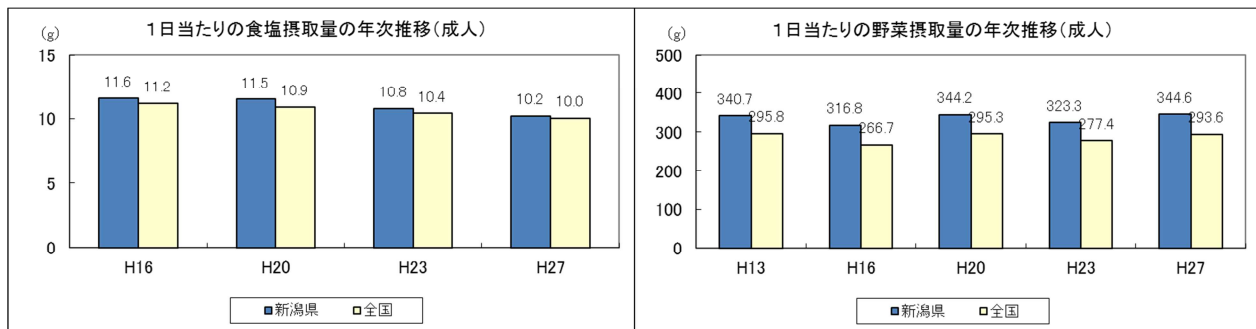 1日当たりの食塩摂取量の年次推移(成人)
(g)
15
10
5
0
11.6 11.2 11.5 10.9 10.8 10.4 10.2 10.0
H16 H20 H23 H27
新潟県 全国
1日当たりの野菜摂取量の年次推移(成人)
(g)
500
400
300
200
100
0
340.7 295.8 316.8 266.7 344.2 295.3 323.3 277.4 344.6 293.6
H13 H16 H20 H23 H27
新潟県 全国